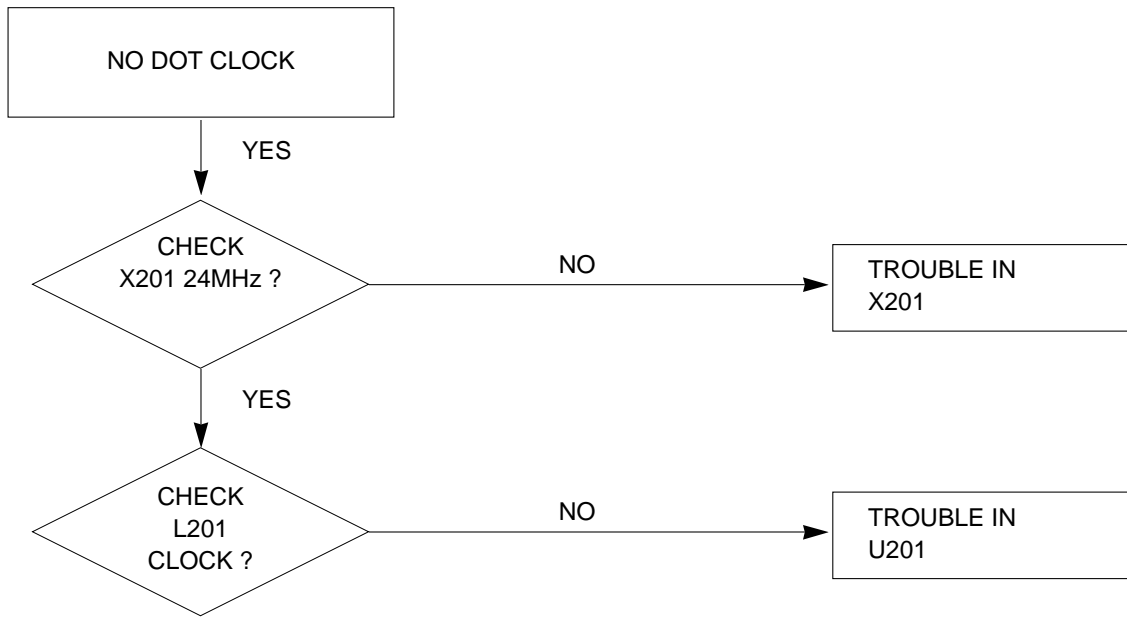 NO DOT CLOCK
YES
CHECK
X201 24MHz ?
NO
TROUBLE IN
X201
YES
CHECK
L201
CLOCK ?
NO
TROUBLE IN
U201